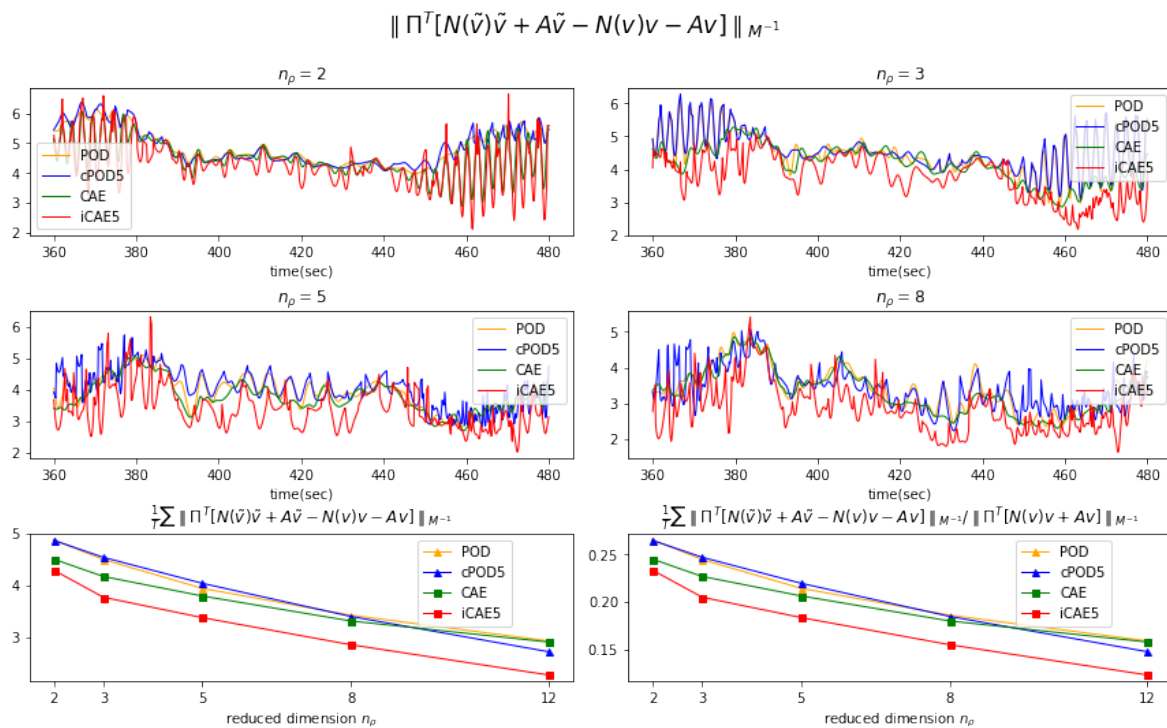 ‖ Π^T[N(ṽ)ṽ + Aṽ − N(v)v − Av] ‖_{M^{-1}}
n_ρ = 2
6
5
4
3
2
POD
cPOD5
CAE
iCAE5
360 380 400 420 440 460 480
time(sec)
n_ρ = 3
6
5
4
3
2
POD
cPOD5
CAE
iCAE5
360 380 400 420 440 460 480
time(sec)
n_ρ = 5
6
5
4
3
2
POD
cPOD5
CAE
iCAE5
360 380 400 420 440 460 480
time(sec)
n_ρ = 8
5
4
3
2
POD
cPOD5
CAE
iCAE5
360 380 400 420 440 460 480
time(sec)
1/T ∑ ‖ Π^T[N(ṽ)ṽ + Aṽ − N(v)v − Av] ‖_{M^{-1}}
5
4
3
POD
cPOD5
CAE
iCAE5
2 3 5 8 12
reduced dimension n_ρ
1/T ∑ ‖ Π^T[N(ṽ)ṽ + Aṽ − N(v)v − Av] ‖_{M^{-1}} / ‖ Π^T[N(v)v + Av] ‖_{M^{-1}}
0.25
0.20
0.15
POD
cPOD5
CAE
iCAE5
2 3 5 8 12
reduced dimension n_ρ